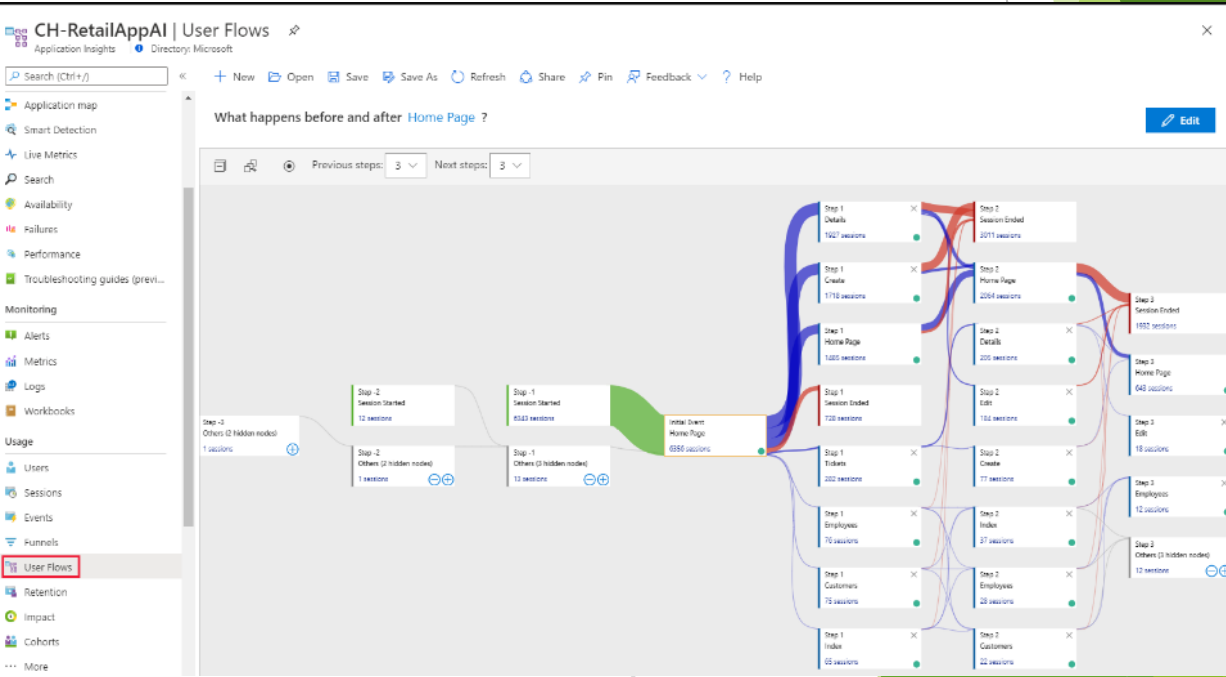 CH-RetailAppAI | User Flows
Application Insights Directory: Microsoft
Search (Ctrl+/)
Application map
Smart Detection
Live Metrics
Search
Availability
Failures
Performance
Troubleshooting guides (previ...
Monitoring
Alerts
Metrics
Logs
Workbooks
Usage
Users
Sessions
Events
Funnels
User Flows
Retention
Impact
Cohorts
More
New Open Save Save As Refresh Share Pin Feedback Help
What happens before and after Home Page ?
Edit
Previous steps: 3 Next steps: 3
Step -3
Others (2 hidden nodes)
1 sessions
Step -2
Session Started
12 sessions
Step -2
Others (2 hidden nodes)
1 sessions
Step -1
Session Started
6343 sessions
Step -1
Others (3 hidden nodes)
13 sessions
Initial Event
Home Page
6356 sessions
Step 1
Details
1927 sessions
Step 1
Create
1718 sessions
Step 1
Home Page
1485 sessions
Step 1
Session Ended
728 sessions
Step 1
Tickets
202 sessions
Step 1
Employees
76 sessions
Step 1
Customers
75 sessions
Step 1
Index
65 sessions
Step 2
Session Ended
3011 sessions
Step 2
Home Page
2064 sessions
Step 2
Details
205 sessions
Step 2
Edit
184 sessions
Step 2
Create
77 sessions
Step 2
Index
37 sessions
Step 2
Employees
28 sessions
Step 2
Customers
22 sessions
Step 3
Session Ended
1932 sessions
Step 3
Home Page
643 sessions
Step 3
Edit
18 sessions
Step 3
Employees
12 sessions
Step 3
Others (3 hidden nodes)
12 sessions